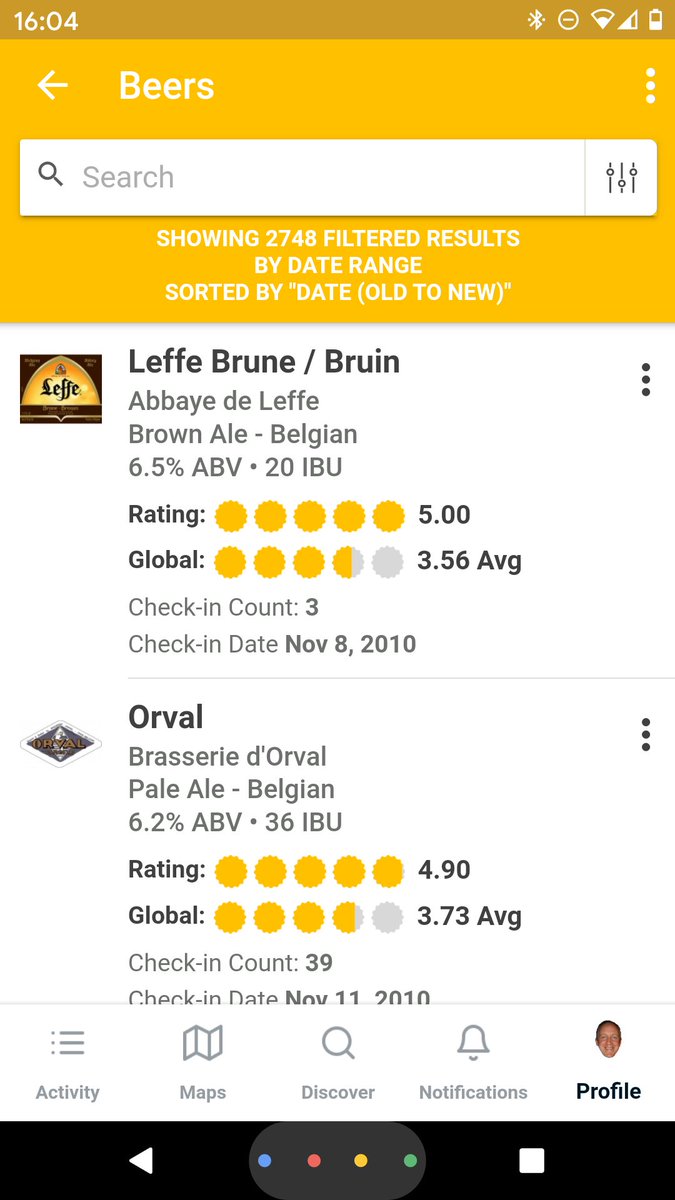 16:04
Beers
Search
SHOWING 2748 FILTERED RESULTS
BY DATE RANGE
SORTED BY "DATE (OLD TO NEW)"
Leffe
Leffe Brune / Bruin
Abbaye de Leffe
Brown Ale - Belgian
6.5% ABV • 20 IBU
Rating: 5.00
Global: 3.56 Avg
Check-in Count: 3
Check-in Date Nov 8, 2010
ORVAL
Orval
Brasserie d'Orval
Pale Ale - Belgian
6.2% ABV • 36 IBU
Rating: 4.90
Global: 3.73 Avg
Check-in Count: 39
Check-in Date Nov 11, 2010
Activity Maps Discover Notifications Profile